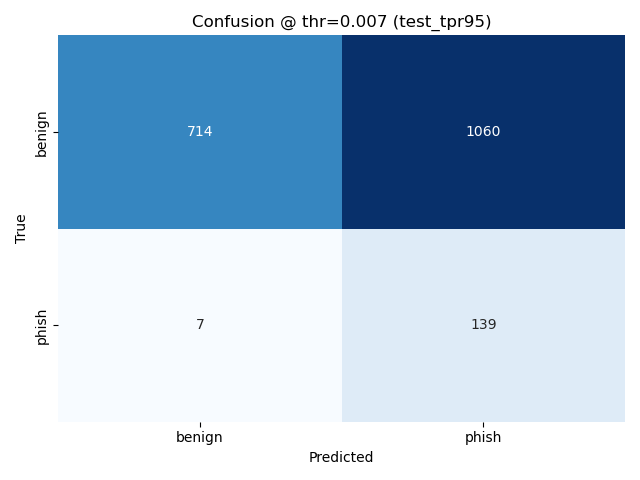 Confusion @ thr=0.007 (test_tpr95)
True
benign
714
1060
phish
7
139
benign
phish
Predicted